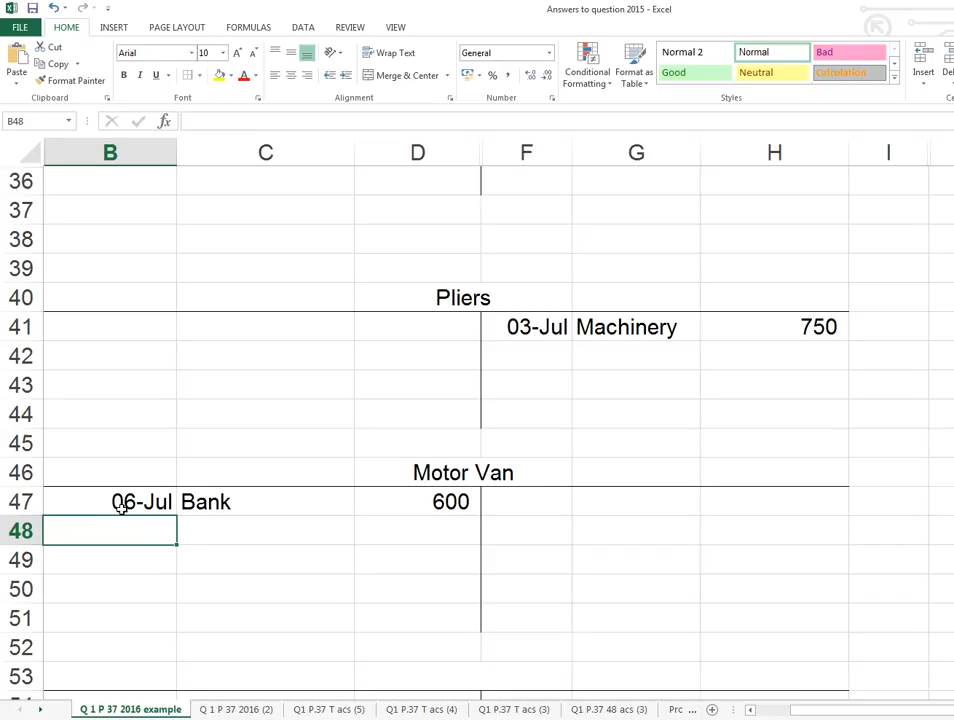 Answers to question 2015 - Excel
FILE HOME INSERT PAGE LAYOUT FORMULAS DATA REVIEW VIEW
Cut
Copy
Format Painter
Paste
Clipboard
Arial 10
B I U
Font
Wrap Text
Merge & Center
Alignment
General
% ,
Number
Conditional Formatting
Format as Table
Normal 2 Normal Bad
Good Neutral Calculation
Styles
Insert
B48
fx
B C D F G H I
36
37
38
39
40 Pliers
41 03-Jul Machinery 750
42
43
44
45
46 Motor Van
47 06-Jul Bank 600
48
49
50
51
52
53
Q 1 P 37 2016 example Q 1 P 37 2016 (2) Q1 P.37 T acs (5) Q1 P.37 T acs (4) Q1 P.37 T acs (3) Q1 P.37 48 acs (3) Prc ...